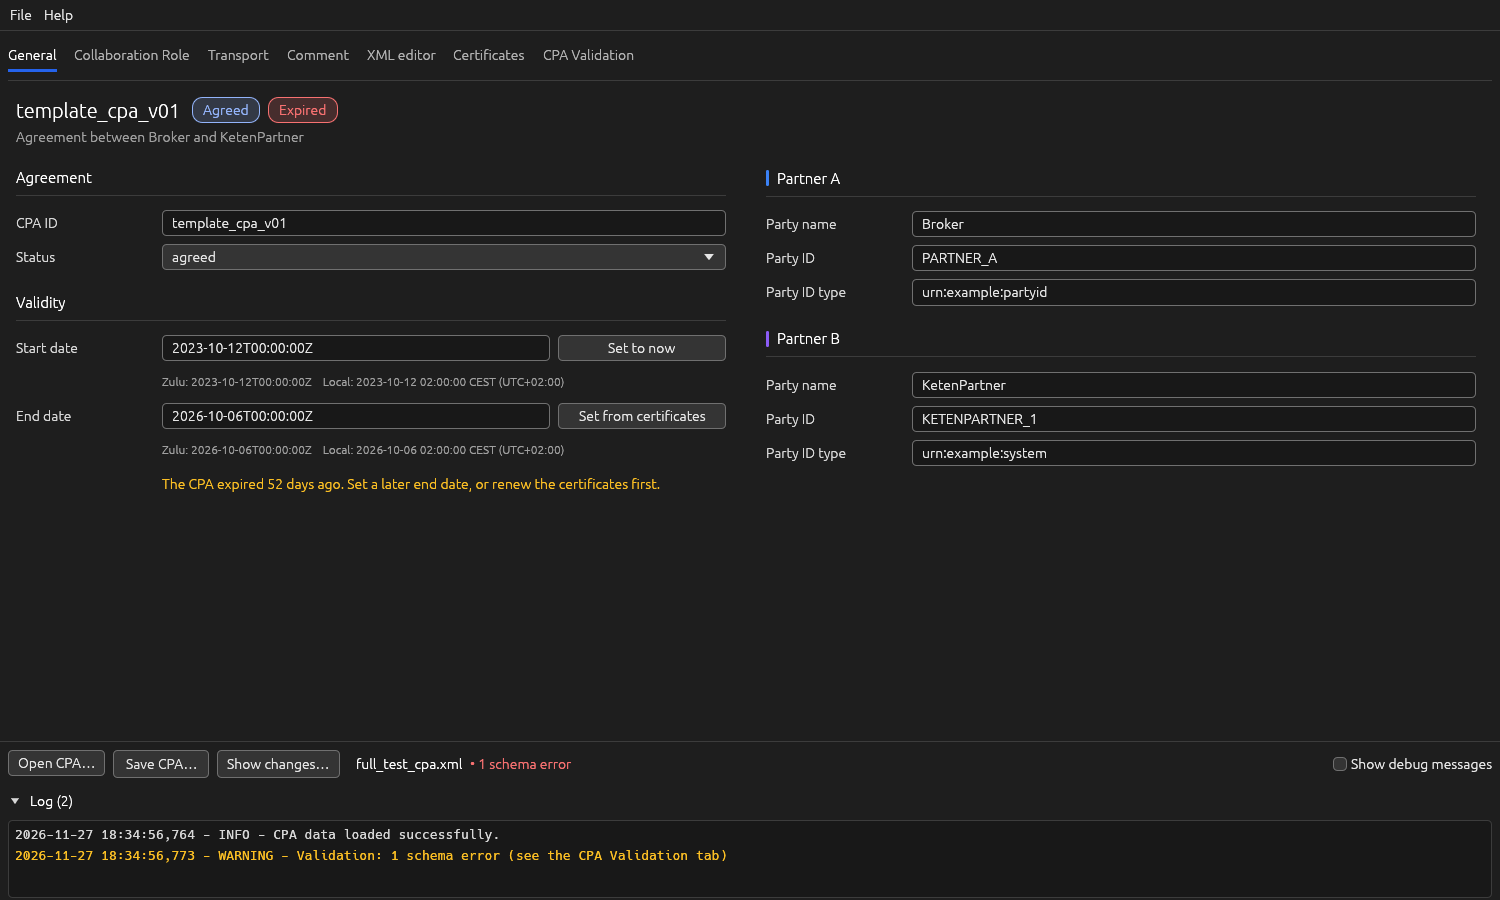 File Help
General Collaboration Role Transport Comment XML editor Certificates CPA Validation
template_cpa_v01 Agreed Expired
Agreement between Broker and KetenPartner
Agreement
CPA ID template_cpa_v01
Status agreed
Validity
Start date 2023-10-12T00:00:00Z Set to now
Zulu: 2023-10-12T00:00:00Z Local: 2023-10-12 02:00:00 CEST (UTC+02:00)
End date 2026-10-06T00:00:00Z Set from certificates
Zulu: 2026-10-06T00:00:00Z Local: 2026-10-06 02:00:00 CEST (UTC+02:00)
The CPA expired 52 days ago. Set a later end date, or renew the certificates first.
Partner A
Party name Broker
Party ID PARTNER_A
Party ID type urn:example:partyid
Partner B
Party name KetenPartner
Party ID KETENPARTNER_1
Party ID type urn:example:system
Open CPA... Save CPA... Show changes... full_test_cpa.xml • 1 schema error Show debug messages
Log (2)
2026-11-27 18:34:56,764 - INFO - CPA data loaded successfully.
2026-11-27 18:34:56,773 - WARNING - Validation: 1 schema error (see the CPA Validation tab)